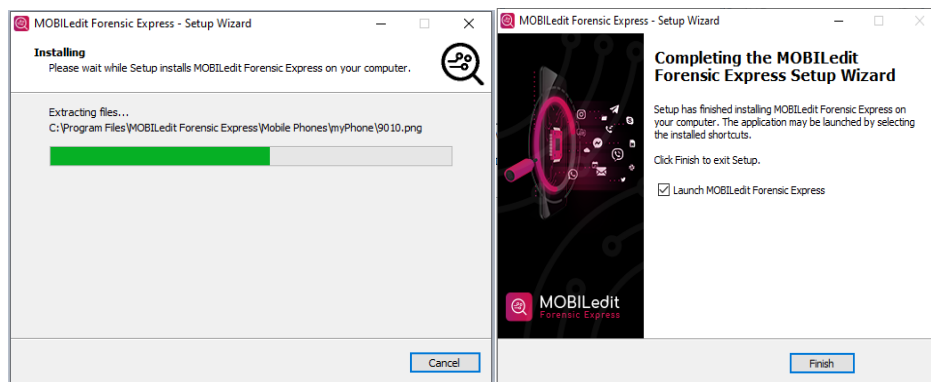 MOBILedit Forensic Express - Setup Wizard
Installing
Please wait while Setup installs MOBILedit Forensic Express on your computer.
Extracting files...
C:\Program Files\MOBILedit Forensic Express\Mobile Phones\myPhone\9010.png
Cancel
MOBILedit Forensic Express - Setup Wizard
Completing the MOBILedit
Forensic Express Setup Wizard
Setup has finished installing MOBILedit Forensic Express on
your computer. The application may be launched by selecting
the installed shortcuts.
Click Finish to exit Setup.
Launch MOBILedit Forensic Express
MOBILedit
Forensic Express
Finish